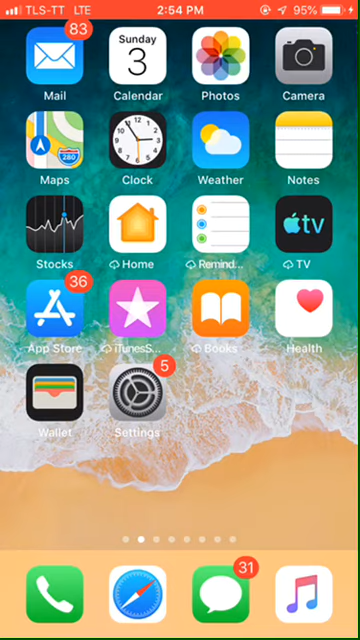 TLS-TT LTE 2:54 PM 95%
83
Sunday
3
Mail Calendar Photos Camera
280
Maps Clock Weather Notes
tv
Stocks Home Remind... TV
36
App Store iTunes S... Books Health
5
Wallet Settings
31